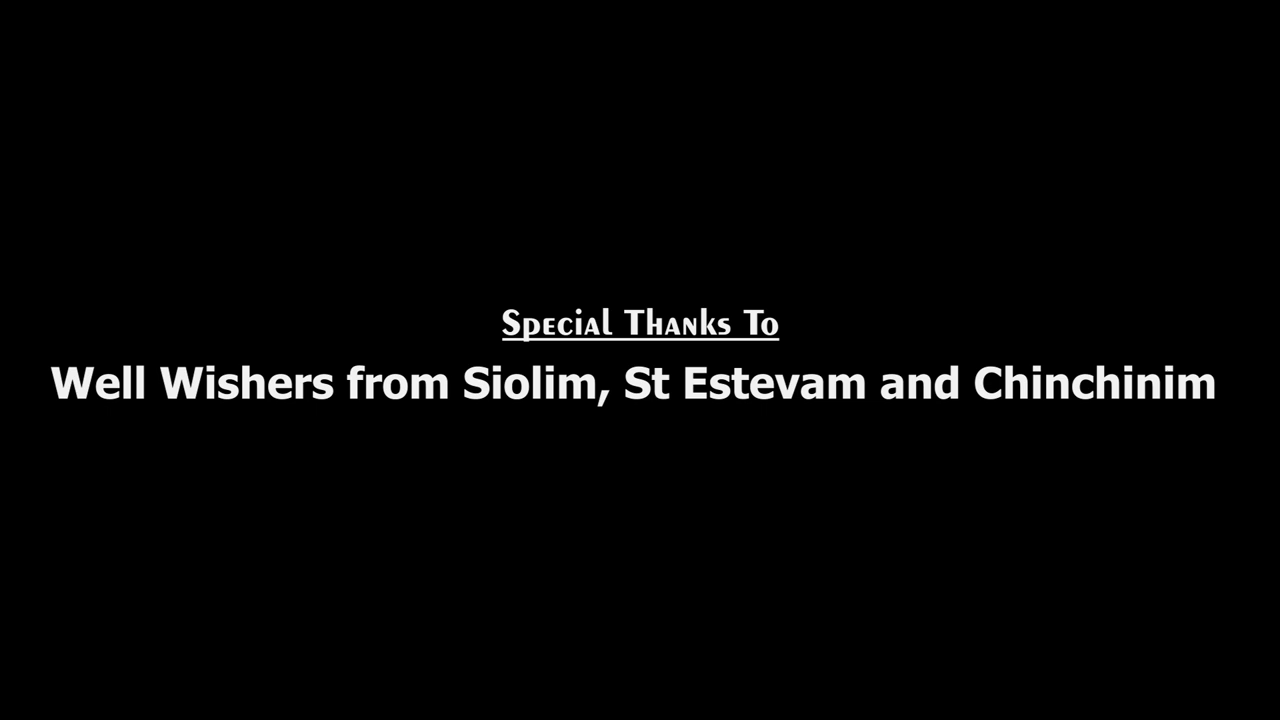 Special Thanks To
Well Wishers from Siolim, St Estevam and Chinchinim